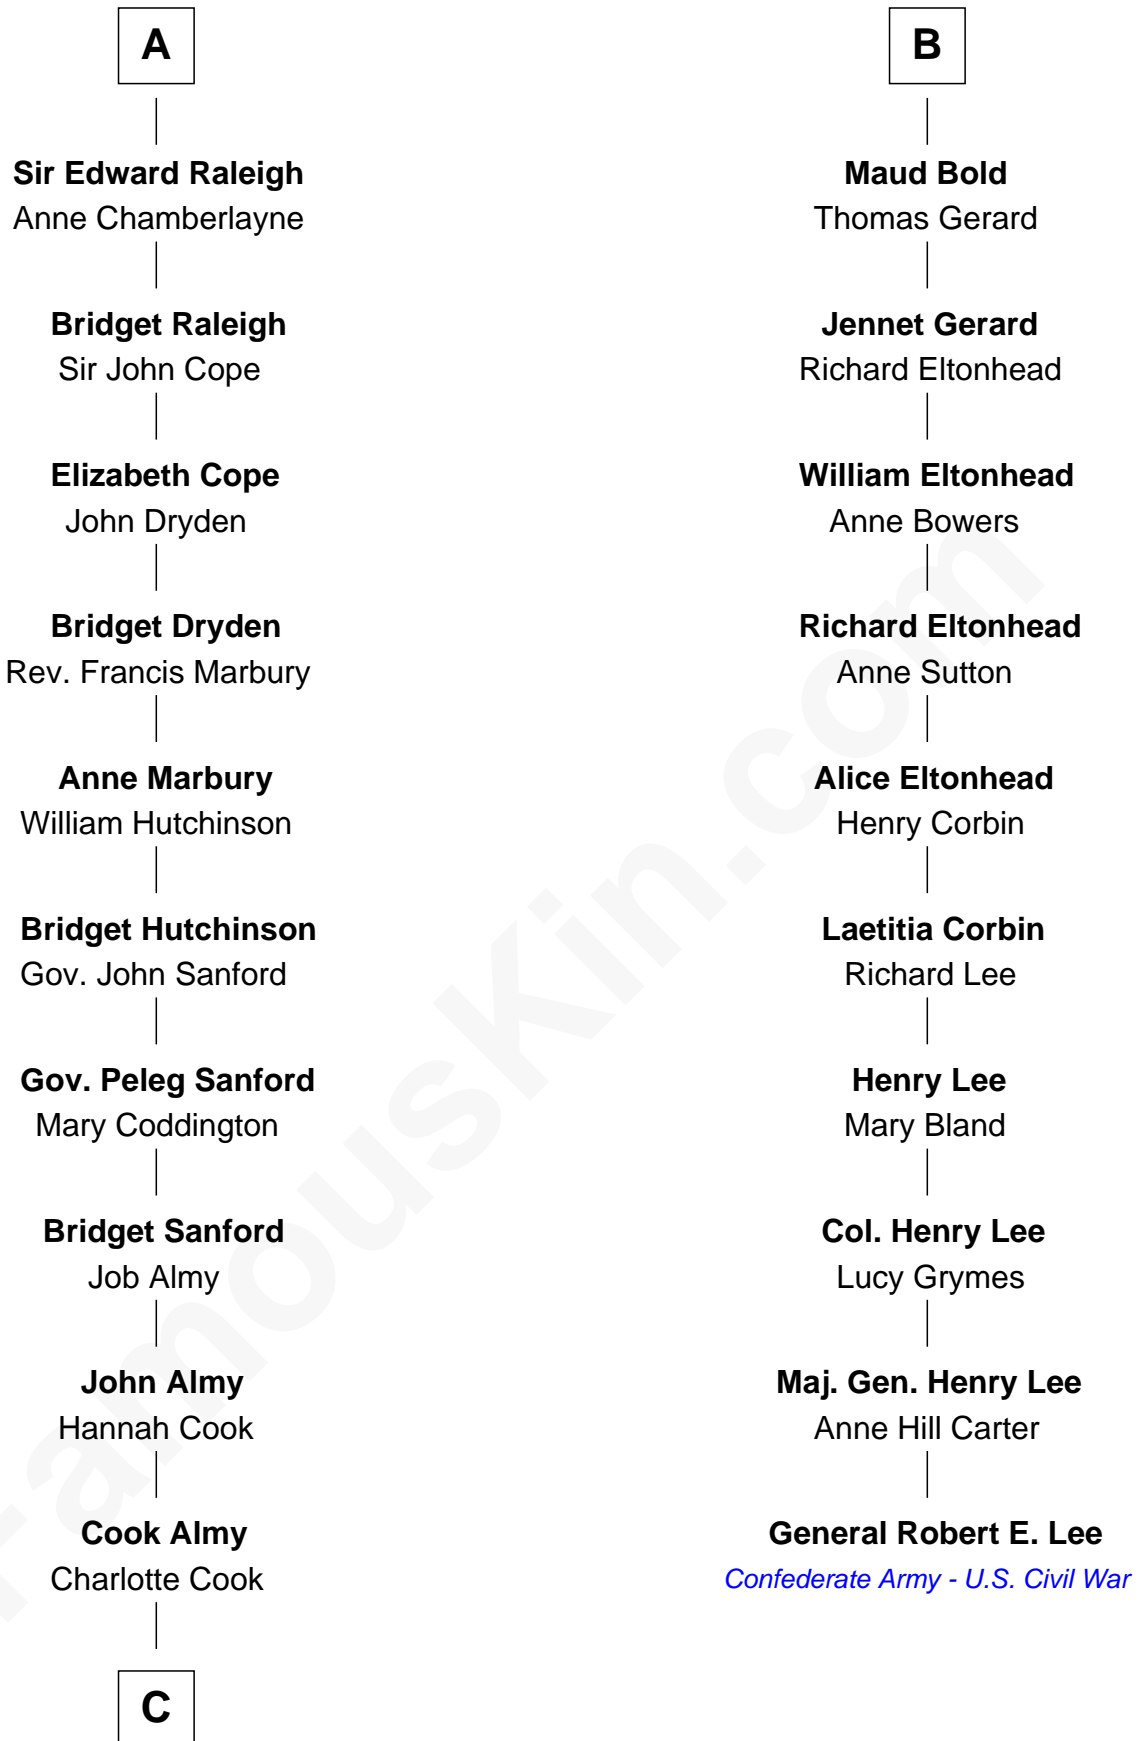 A
Sir Edward Raleigh
Anne Chamberlayne
Bridget Raleigh
Sir John Cope
Elizabeth Cope
John Dryden
Bridget Dryden
Rev. Francis Marbury
Anne Marbury
William Hutchinson
Bridget Hutchinson
Gov. John Sanford
Gov. Peleg Sanford
Mary Coddington
Bridget Sanford
Job Almy
John Almy
Hannah Cook
Cook Almy
Charlotte Cook
C
B
Maud Bold
Thomas Gerard
Jennet Gerard
Richard Eltonhead
William Eltonhead
Anne Bowers
Richard Eltonhead
Anne Sutton
Alice Eltonhead
Henry Corbin
Laetitia Corbin
Richard Lee
Henry Lee
Mary Bland
Col. Henry Lee
Lucy Grymes
Maj. Gen. Henry Lee
Anne Hill Carter
General Robert E. Lee
Confederate Army - U.S. Civil War
FamousKin.com